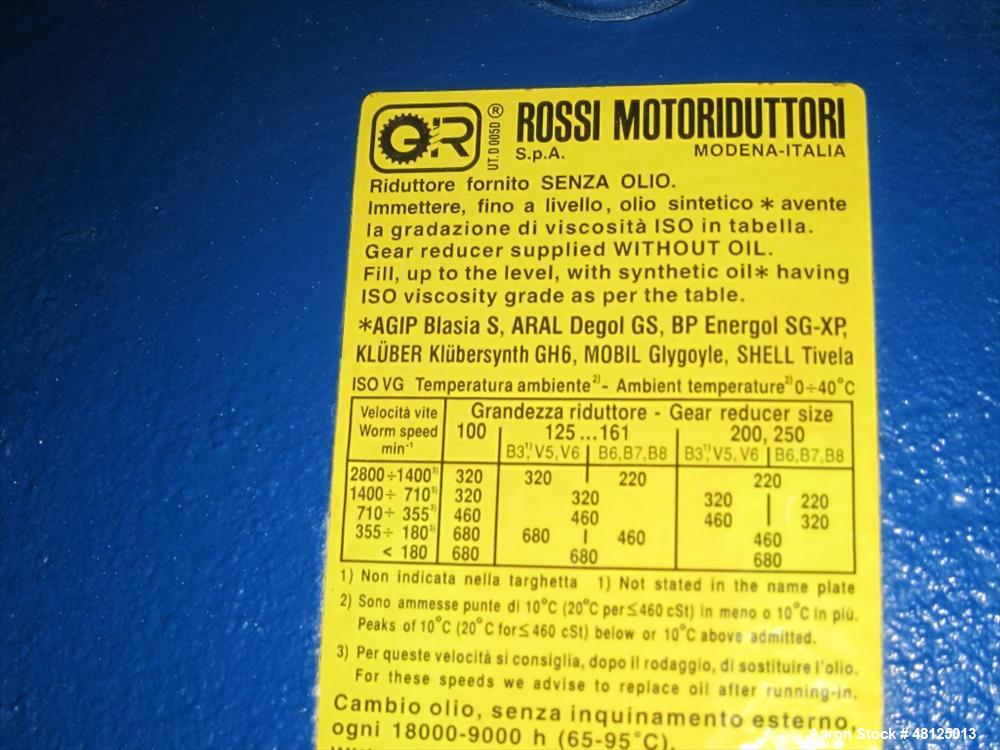 GR ® ROSSI MOTORIDUTTORI
UT. D 005D S.p.A. MODENA-ITALIA
Riduttore fornito SENZA OLIO.
Immettere, fino a livello, olio sintetico * avente
la gradazione di viscosità ISO in tabella.
Gear reducer supplied WITHOUT OIL.
Fill, up to the level, with synthetic oil* having
ISO viscosity grade as per the table.
*AGIP Blasia S, ARAL Degol GS, BP Energol SG-XP,
KLÜBER Klübersynth GH6, MOBIL Glygoyle, SHELL Tivela
ISO VG Temperatura ambiente 2) - Ambient temperature 2) 0÷40°C
Velocità vite Grandezza riduttore - Gear reducer size
Worm speed 100 125...161 200, 250
min-1 B3 1), V5, V6 B6,B7,B8 B3 1), V5, V6 B6,B7,B8
2800÷1400 3) 320 320 220 220
1400÷ 710 3) 320 320 320 220
710÷ 355 3) 460 460 460 320
355÷ 180 3) 680 680 460 460
< 180 680 680 680
1) Non indicata nella targhetta 1) Not stated in the name plate
2) Sono ammesse punte di 10°C (20°C per ≤ 460 cSt) in meno o 10°C in più.
Peaks of 10°C (20°C for ≤ 460 cSt) below or 10°C above admitted.
3) Per queste velocità si consiglia, dopo il rodaggio, di sostituire l'olio.
For these speeds we advise to replace oil after running-in.
Cambio olio, senza inquinamento esterno,
ogni 18000-9000 h (65-95°C).
Aaron Stock # 48125013